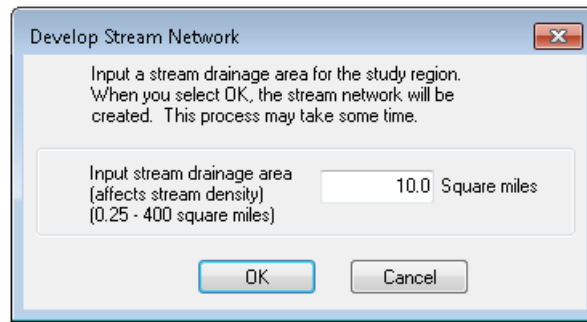 Develop Stream Network
Input a stream drainage area for the study region.
When you select OK, the stream network will be
created. This process may take some time.
Input stream drainage area
(affects stream density)
(0.25 - 400 square miles)
10.0 Square miles
OK
Cancel